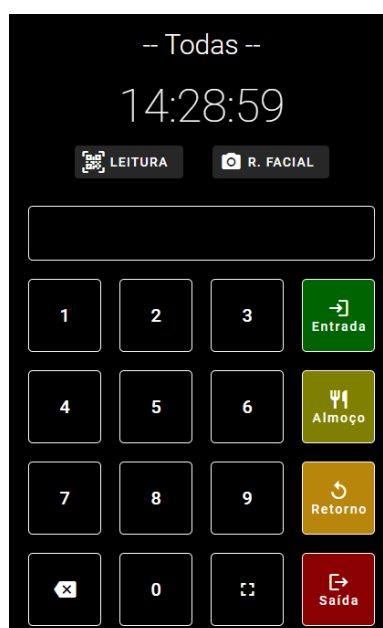 -- Todas --
14:28:59
LEITURA R. FACIAL
1 2 3 Entrada
4 5 6 Almoço
7 8 9 Retorno
0 Saída